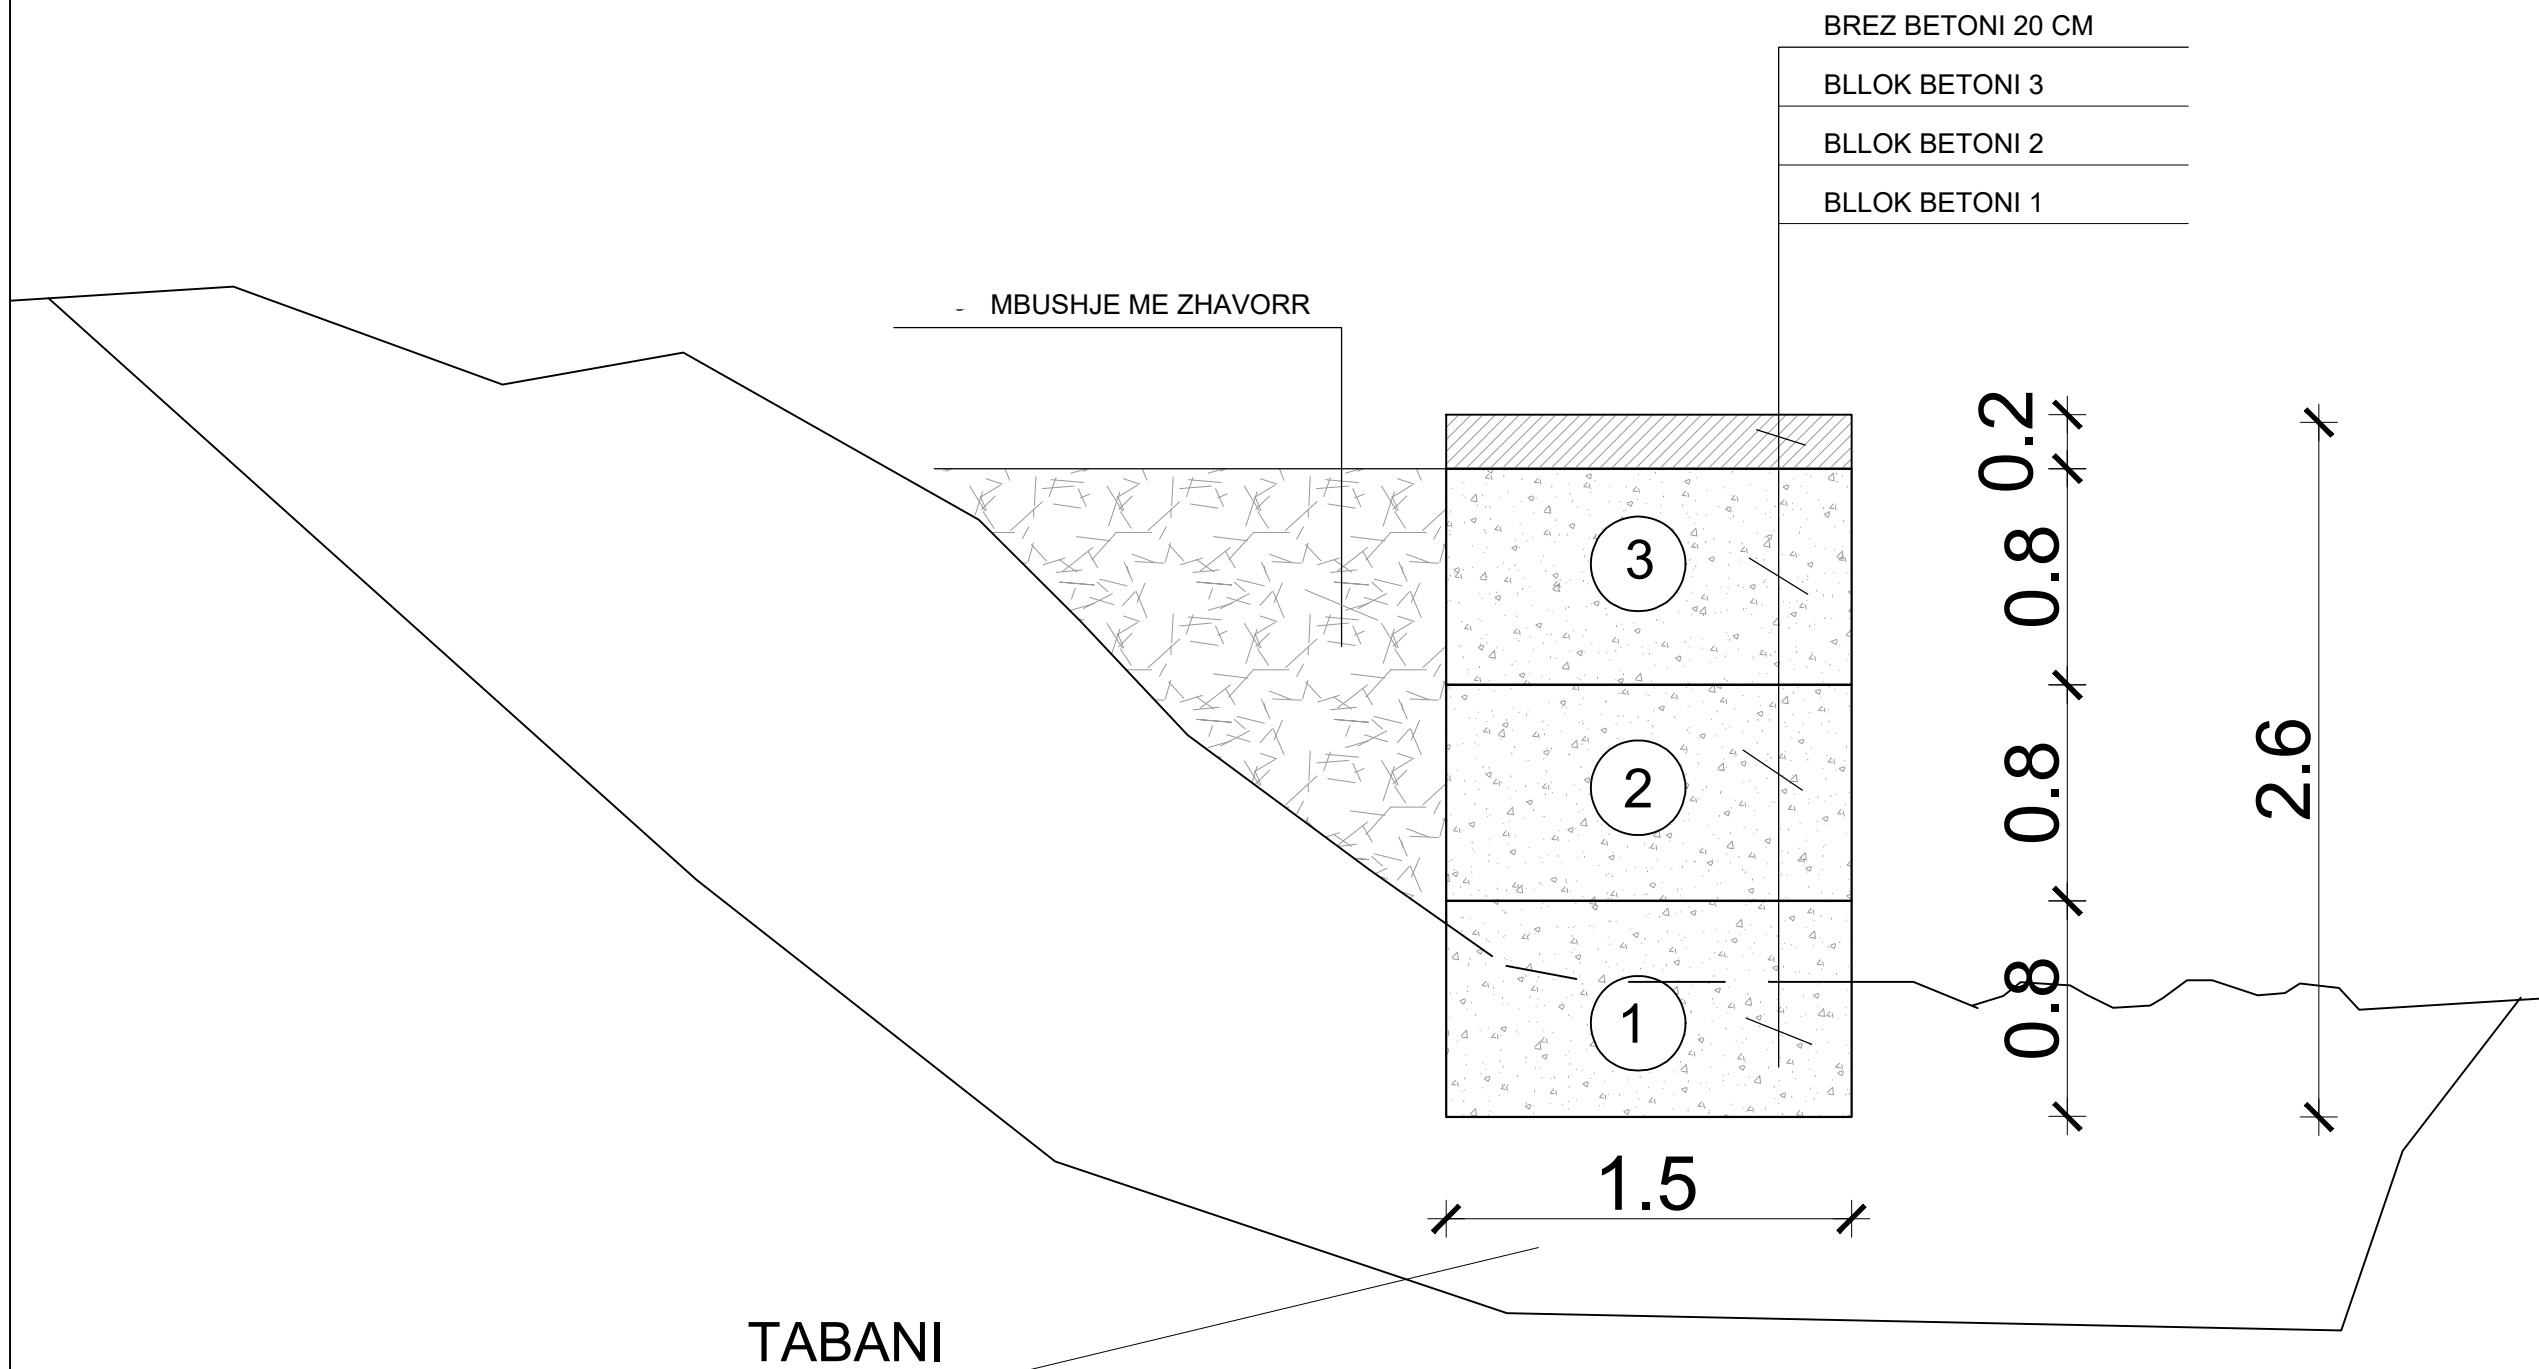 BREZ BETONI 20 CM
BLLOK BETONI 3
BLLOK BETONI 2
BLLOK BETONI 1
MBUSHJE ME ZHAVORR
0.2
3
0.8
2
0.8
2.6
1
0.8
1.5
TABANI